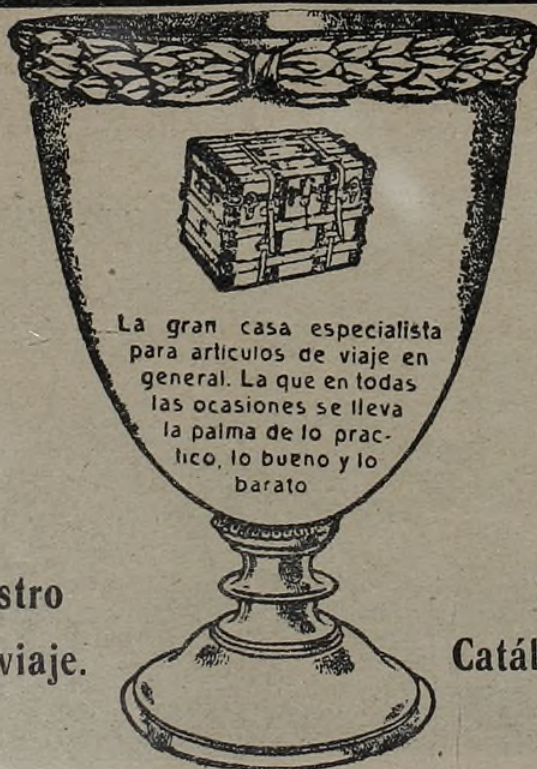 La gran casa especialista
para articulos de viaje en
general. La que en todas
las ocasiones se lleva
la palma de lo prac-
tico, lo bueno y lo
barato
stro
viaje.
Catál